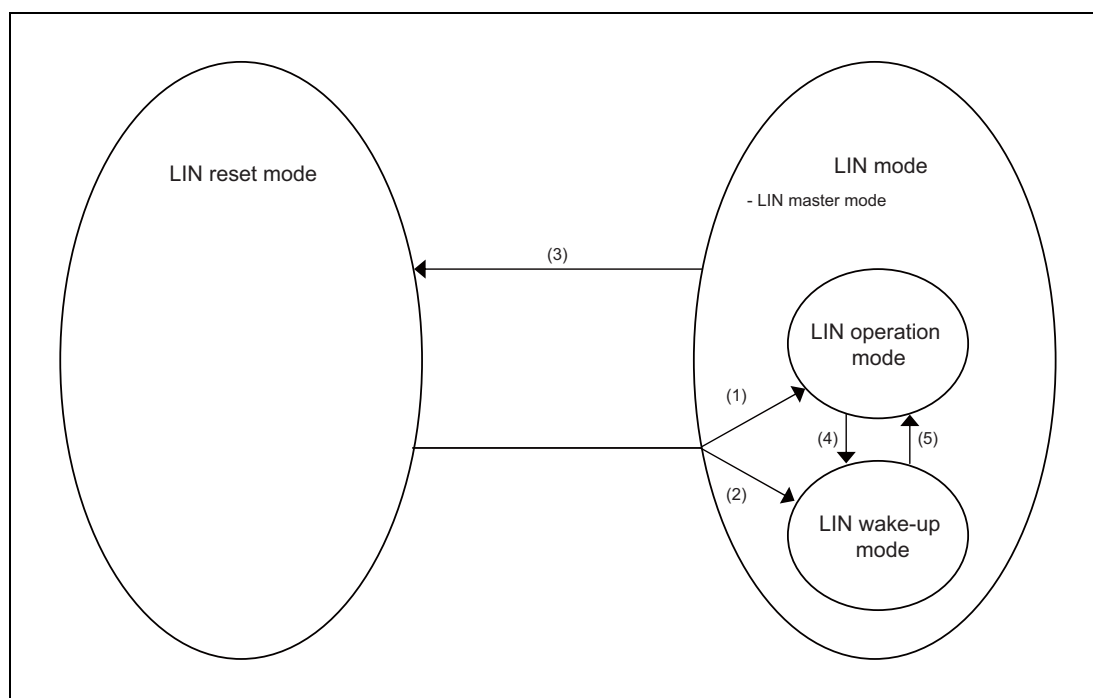 LIN reset mode
LIN mode
- LIN master mode
(3)
LIN operation
mode
(1)
(4)
(5)
(2)
LIN wake-up
mode